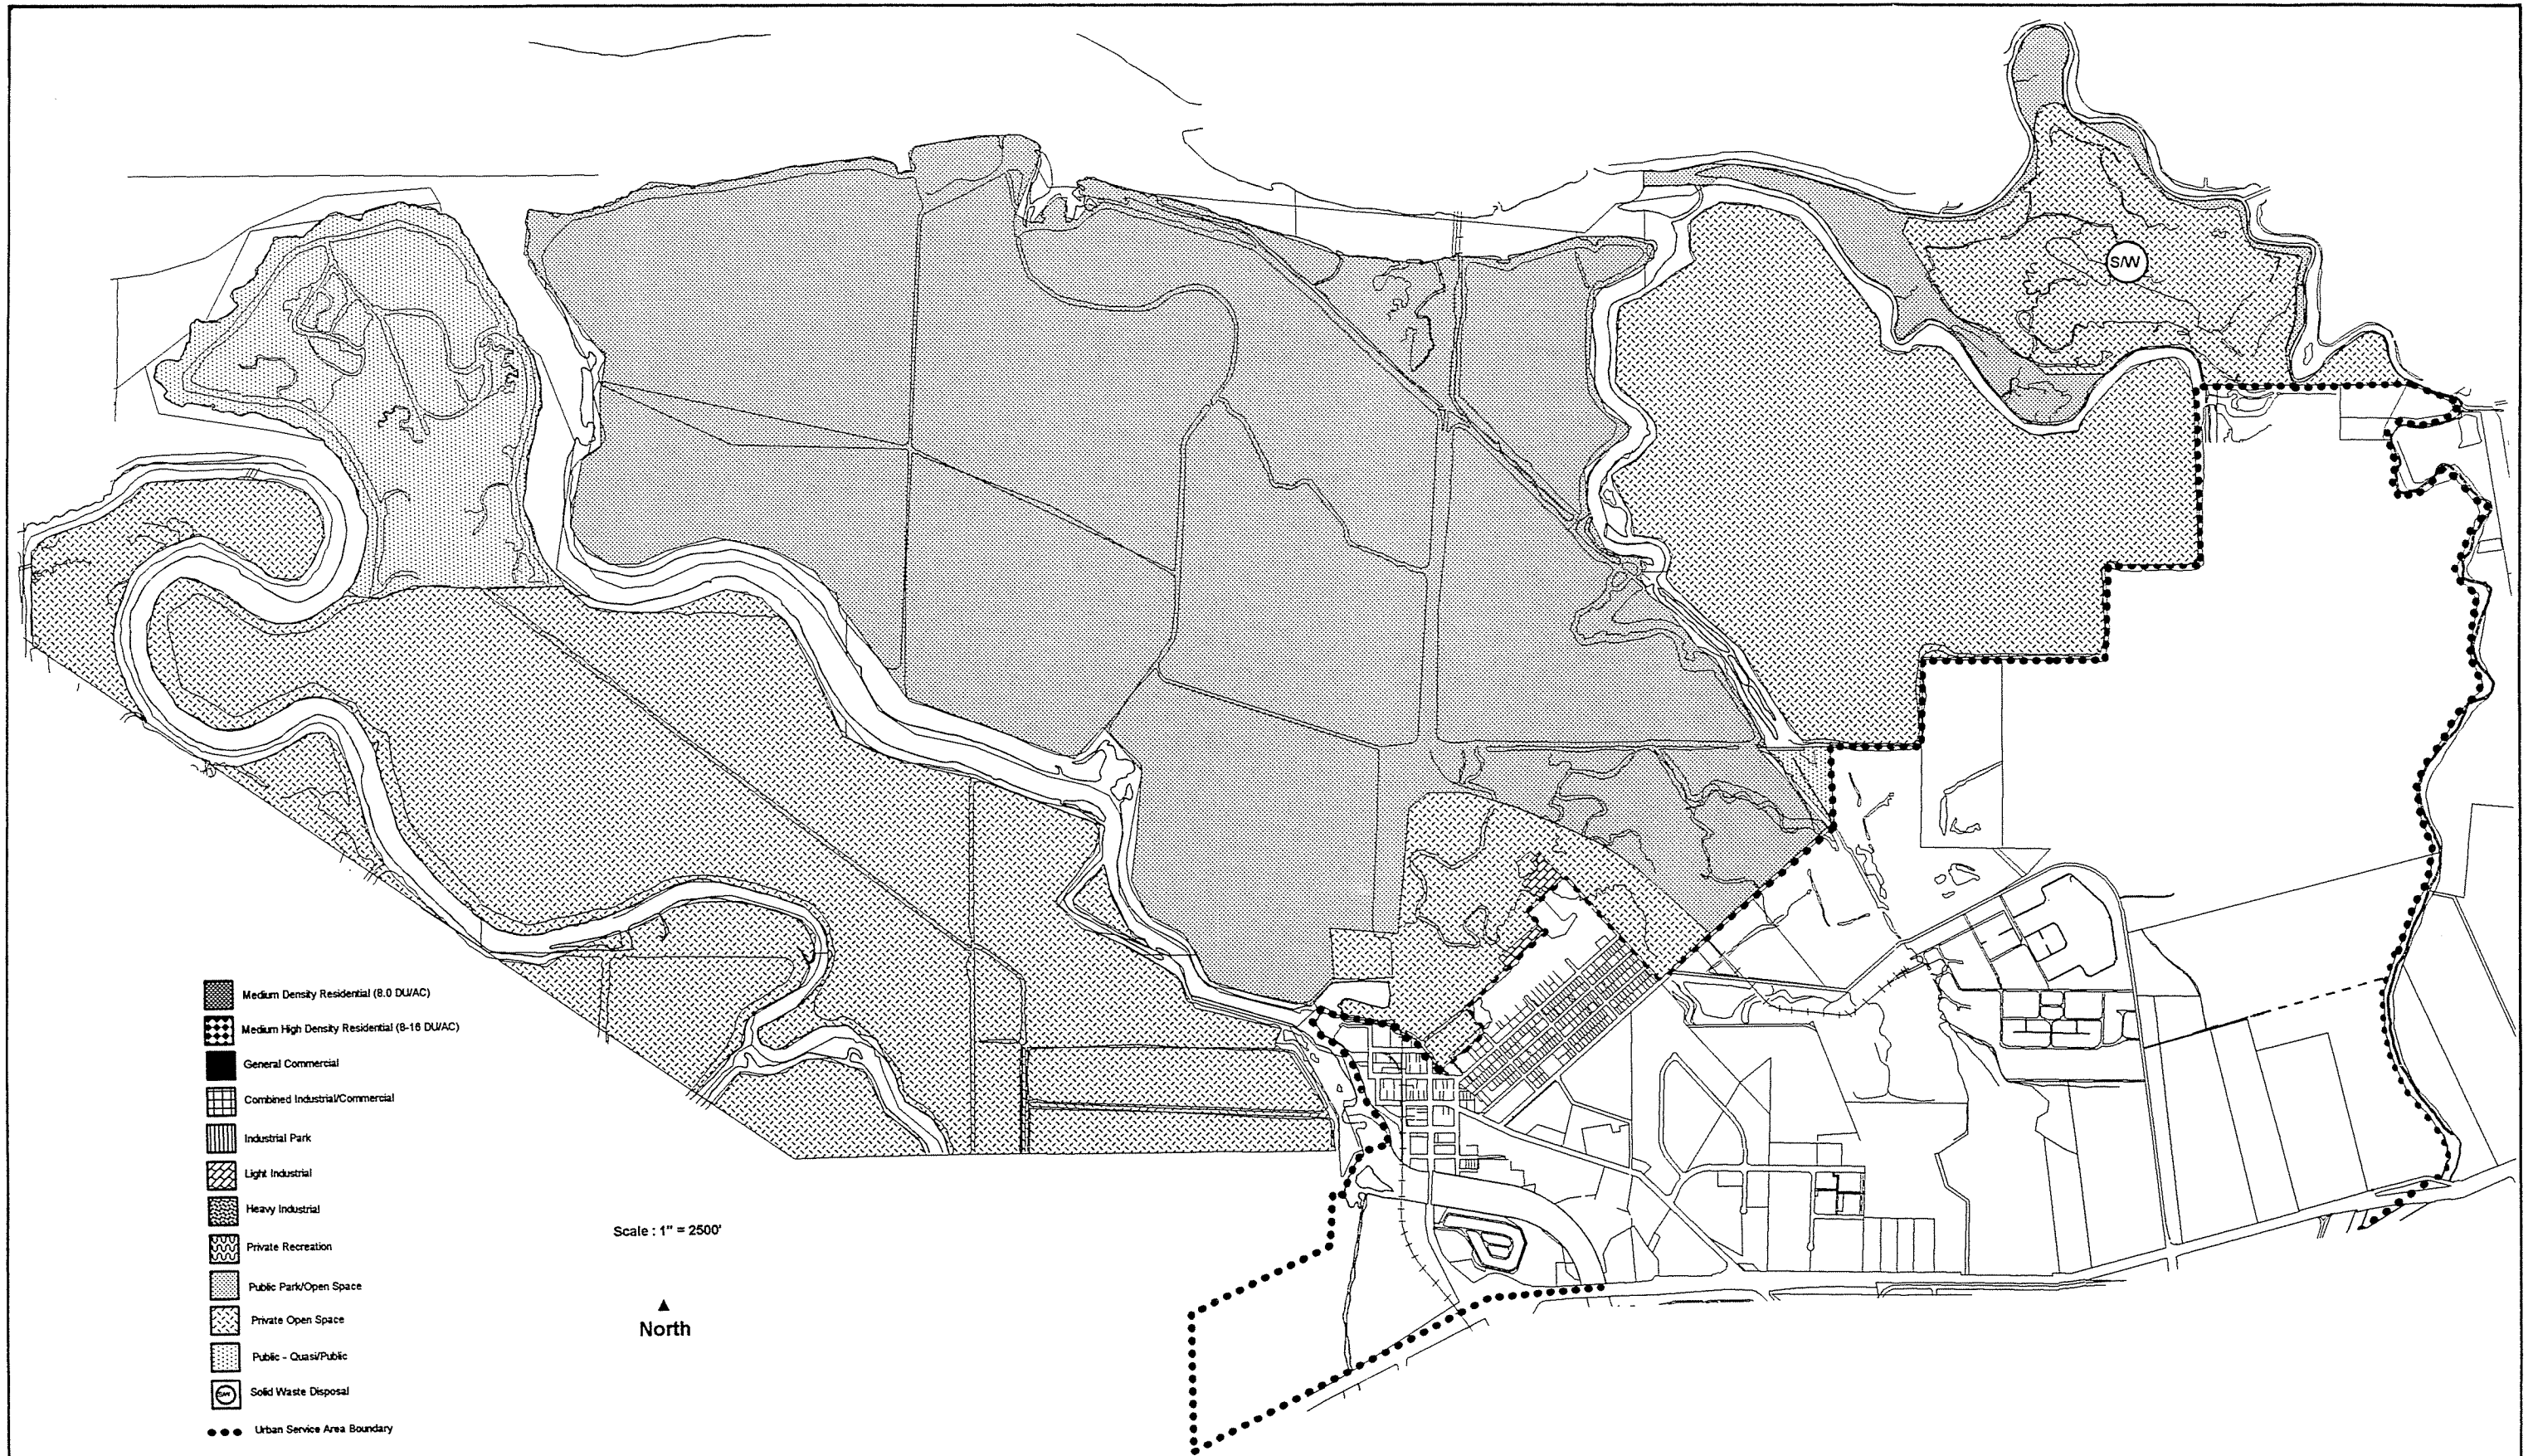 S/W
Medium Density Residential (8.0 DU/AC)
Medium High Density Residential (8-16 DU/AC)
General Commercial
Combined Industrial/Commercial
Industrial Park
Light Industrial
Heavy Industrial
Private Recreation
Public Park/Open Space
Private Open Space
Public - Quasi/Public
Solid Waste Disposal
Urban Service Area Boundary
Scale : 1" = 2500'
North